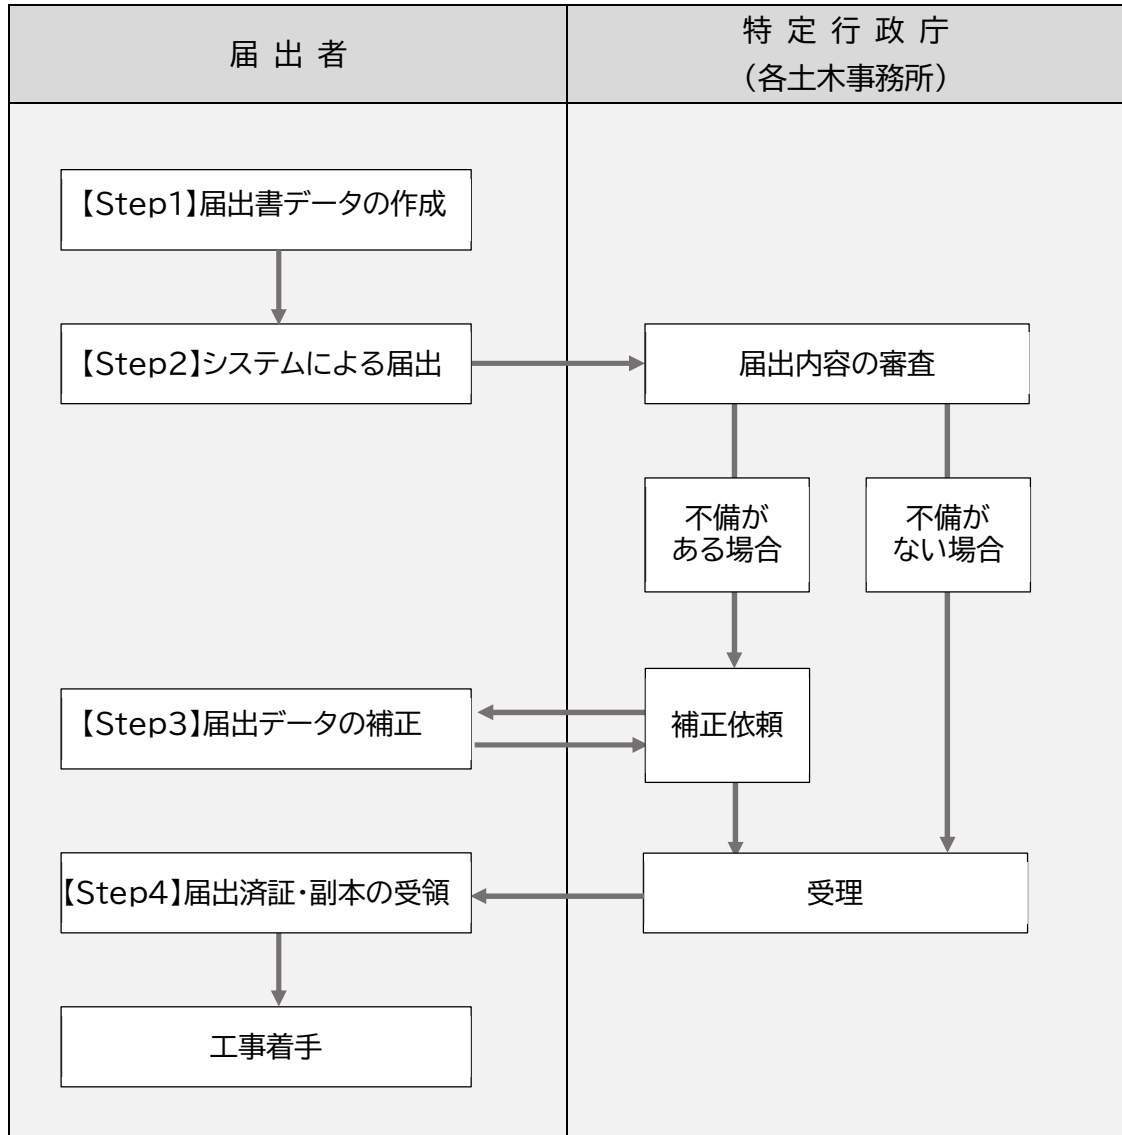 届 出 者
特 定 行 政 庁
（各土木事務所）
【Step1】届出書データの作成
【Step2】システムによる届出
届出内容の審査
不備が
ある場合
不備が
ない場合
【Step3】届出データの補正
補正依頼
【Step4】届出済証・副本の受領
受理
工事着手